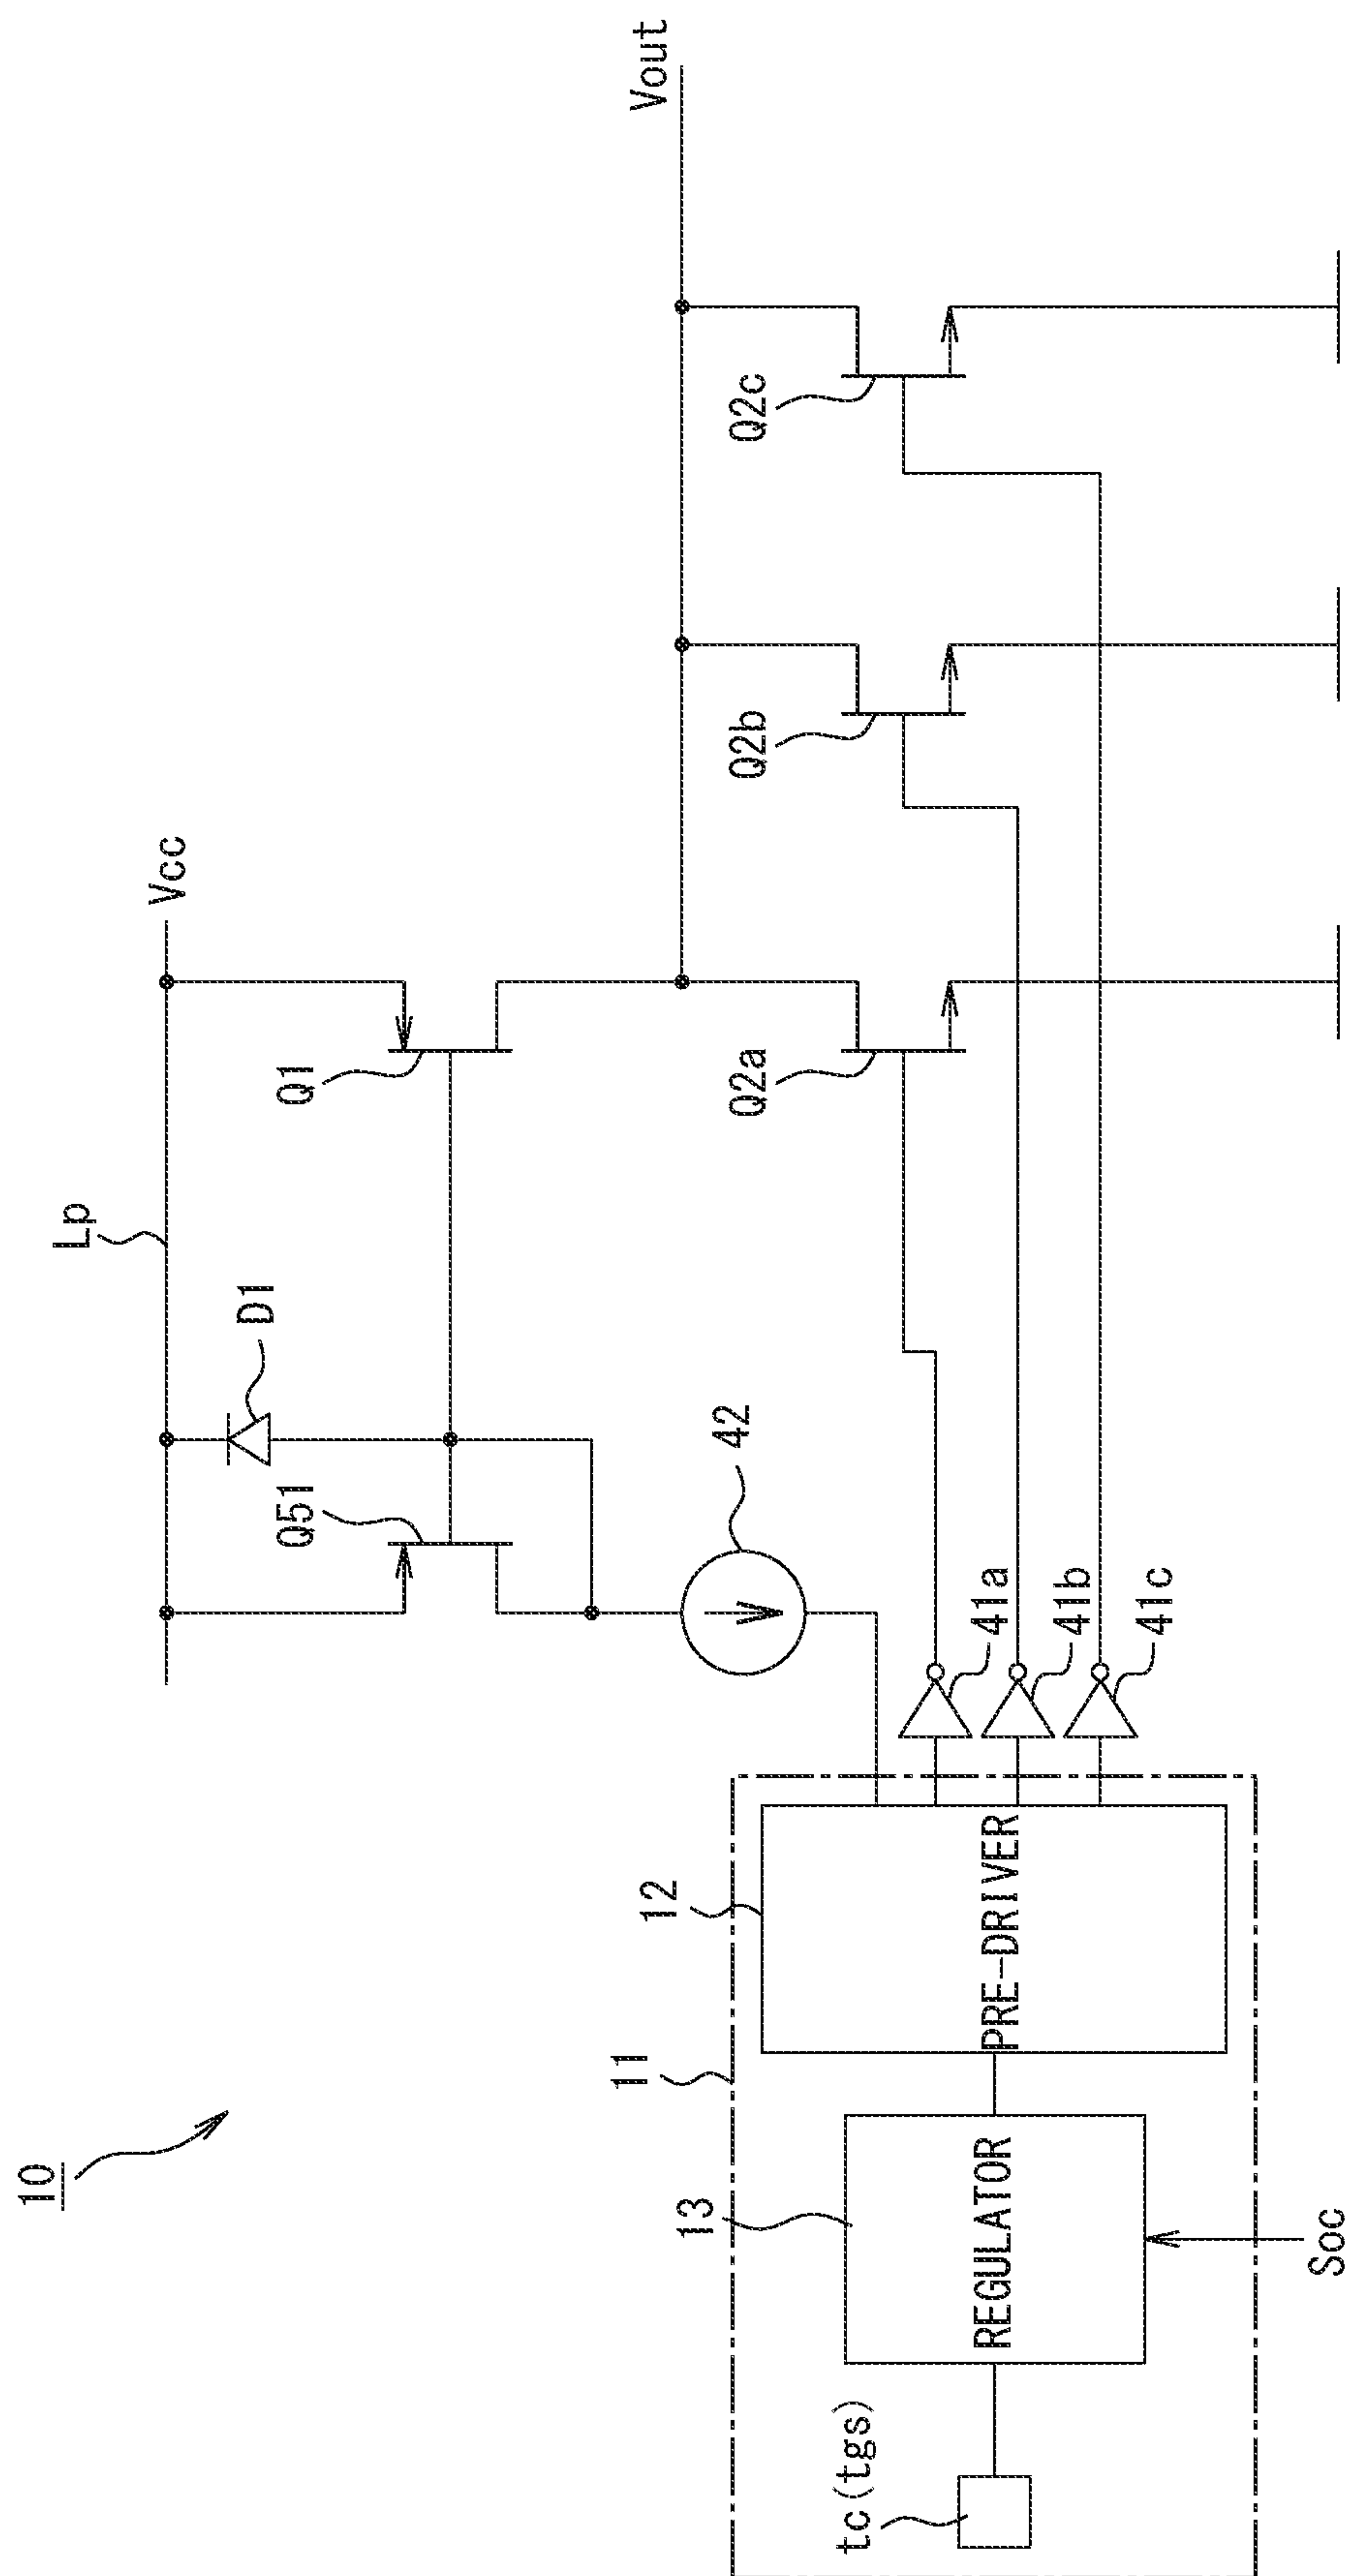 10
Lp
Vcc
D1
Q51
Q1
42
Vout
Q2a
Q2b
Q2c
11
12
13
tc(tgs)
REGULATOR
PRE-DRIVER
41a
41b
41c
Soc